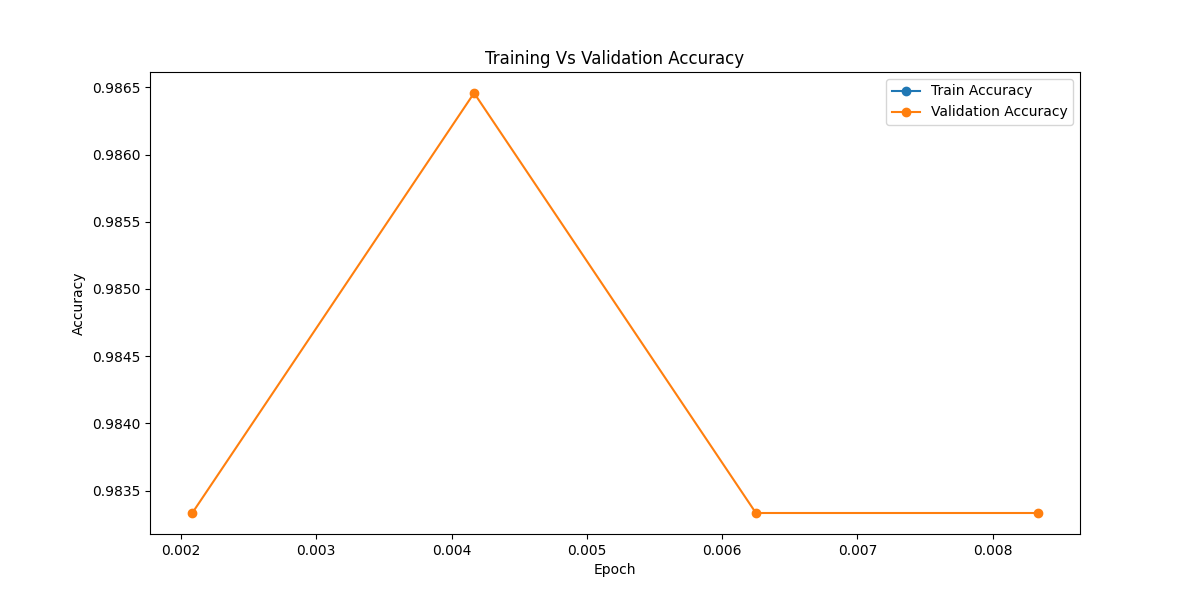 Training Vs Validation Accuracy
Train Accuracy
Validation Accuracy
0.9865
0.9860
0.9855
0.9850
0.9845
0.9840
0.9835
Accuracy
0.002 0.003 0.004 0.005 0.006 0.007 0.008
Epoch